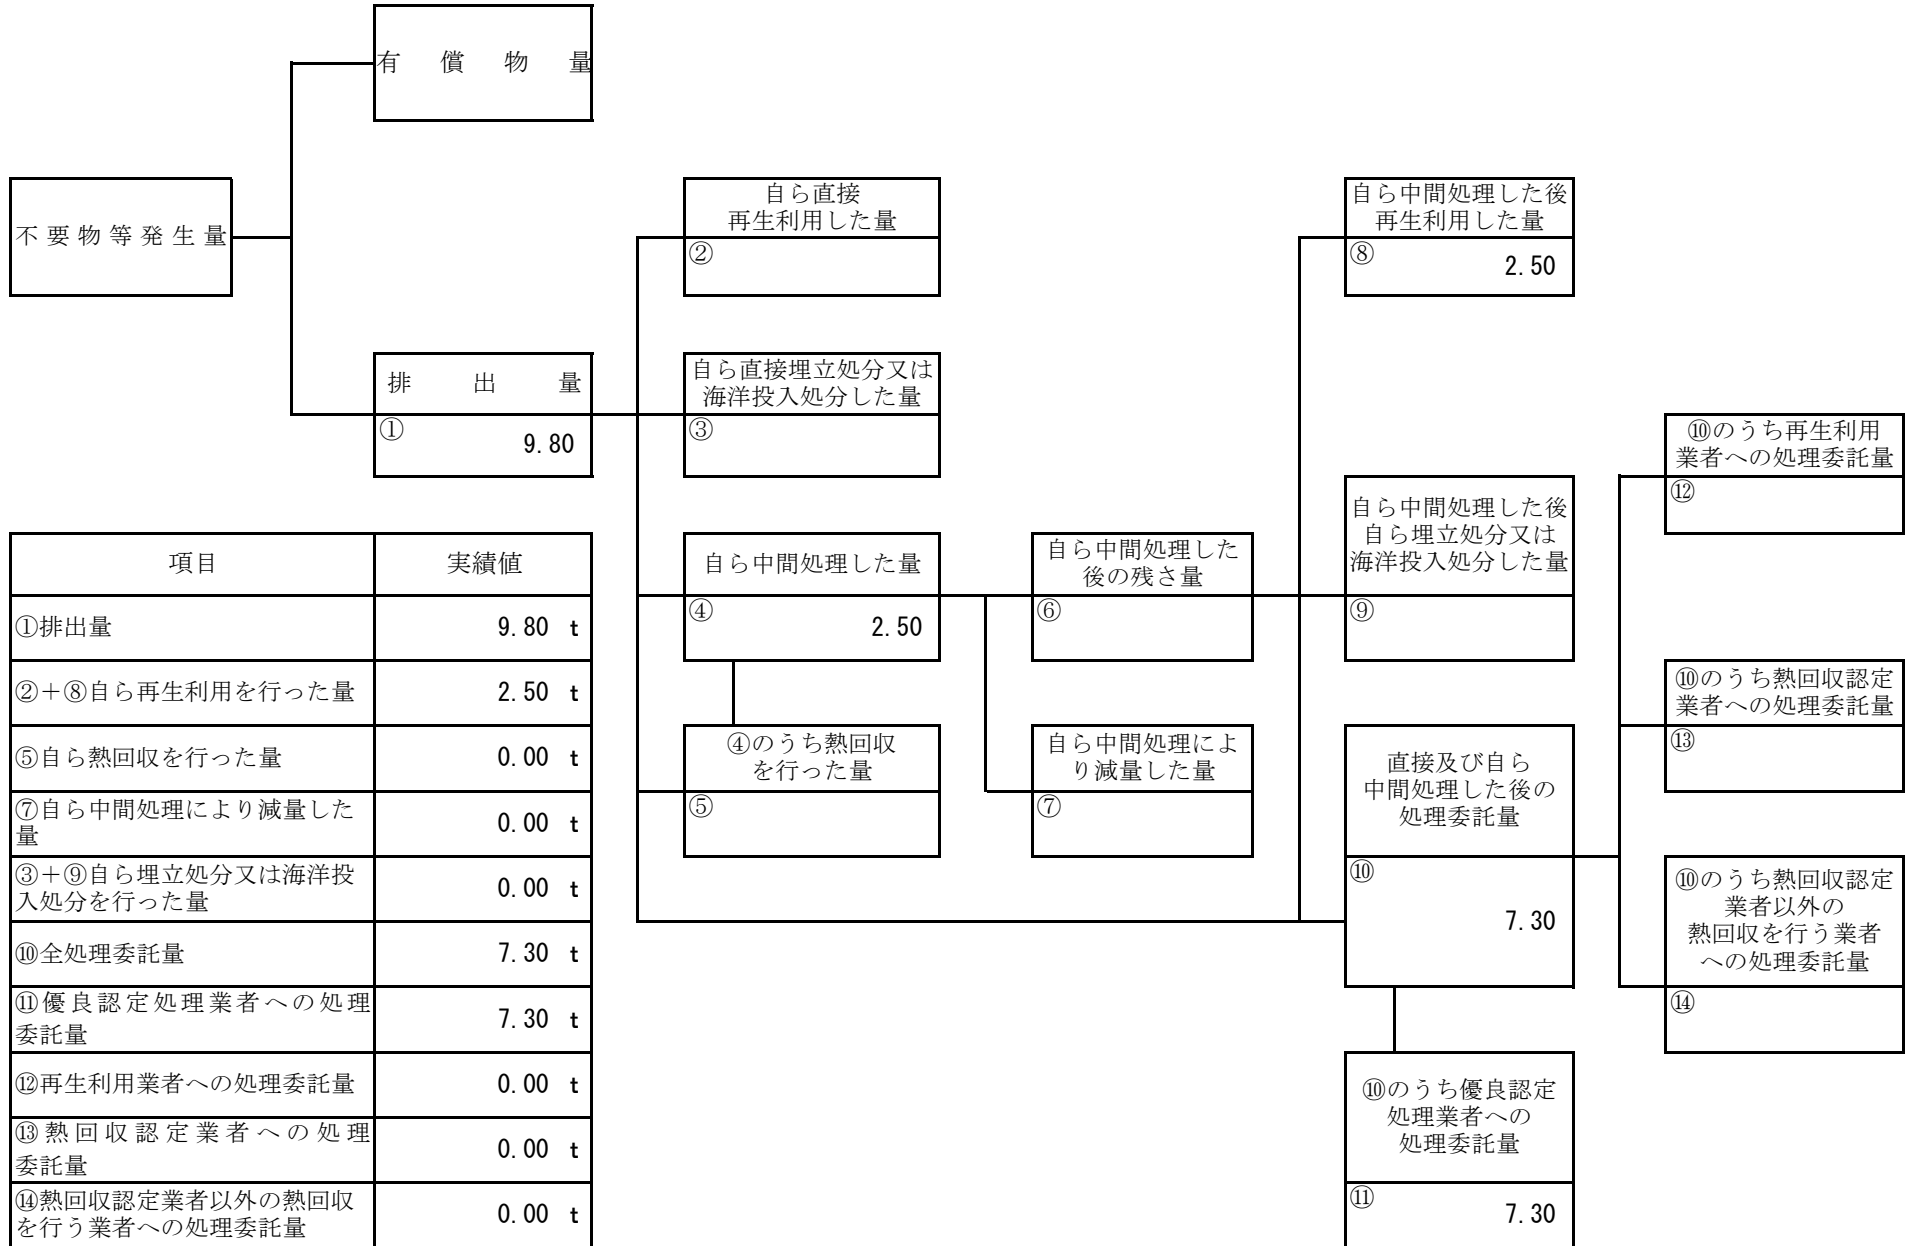 有償物量
不要物等発生量
排出量
①
9.80
自ら直接
再生利用した量
②
自ら直接埋立処分又は
海洋投入処分した量
③
自ら中間処理した量
④
2.50
④のうち熱回収
を行った量
⑤
自ら中間処理した
後の残さ量
⑥
自ら中間処理によ
り減量した量
⑦
自ら中間処理した後
再生利用した量
⑧
2.50
自ら中間処理した後
自ら埋立処分又は
海洋投入処分した量
⑨
直接及び自ら
中間処理した後の
処理委託量
⑩
7.30
⑩のうち優良認定
処理業者への
処理委託量
⑪
7.30
⑩のうち再生利用
業者への処理委託量
⑫
⑩のうち熱回収認定
業者への処理委託量
⑬
⑩のうち熱回収認定
業者以外の
熱回収を行う業者
への処理委託量
⑭
項目 実績値
①排出量 9.80 t
②+⑧自ら再生利用を行った量 2.50 t
⑤自ら熱回収を行った量 0.00 t
⑦自ら中間処理により減量した
量 0.00 t
③+⑨自ら埋立処分又は海洋投
入処分を行った量 0.00 t
⑩全処理委託量 7.30 t
⑪優良認定処理業者への処理
委託量 7.30 t
⑫再生利用業者への処理委託量 0.00 t
⑬熱回収認定業者への処理
委託量 0.00 t
⑭熱回収認定業者以外の熱回収
を行う業者への処理委託量 0.00 t